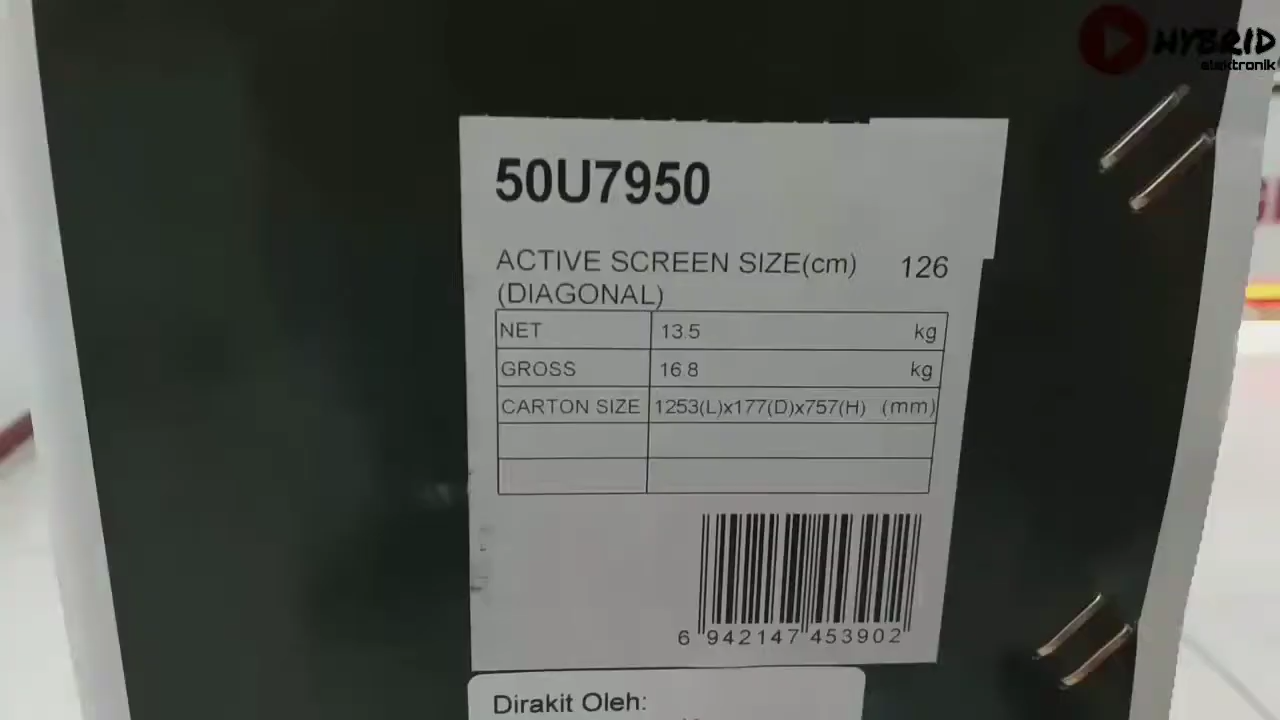 HYBRID
elektronik
50U7950
ACTIVE SCREEN SIZE(cm) 126
(DIAGONAL)
NET 13.5 kg
GROSS 16.8 kg
CARTON SIZE 1253(L)x177(D)x757(H) (mm)
6 942147 453902
Dirakit Oleh: